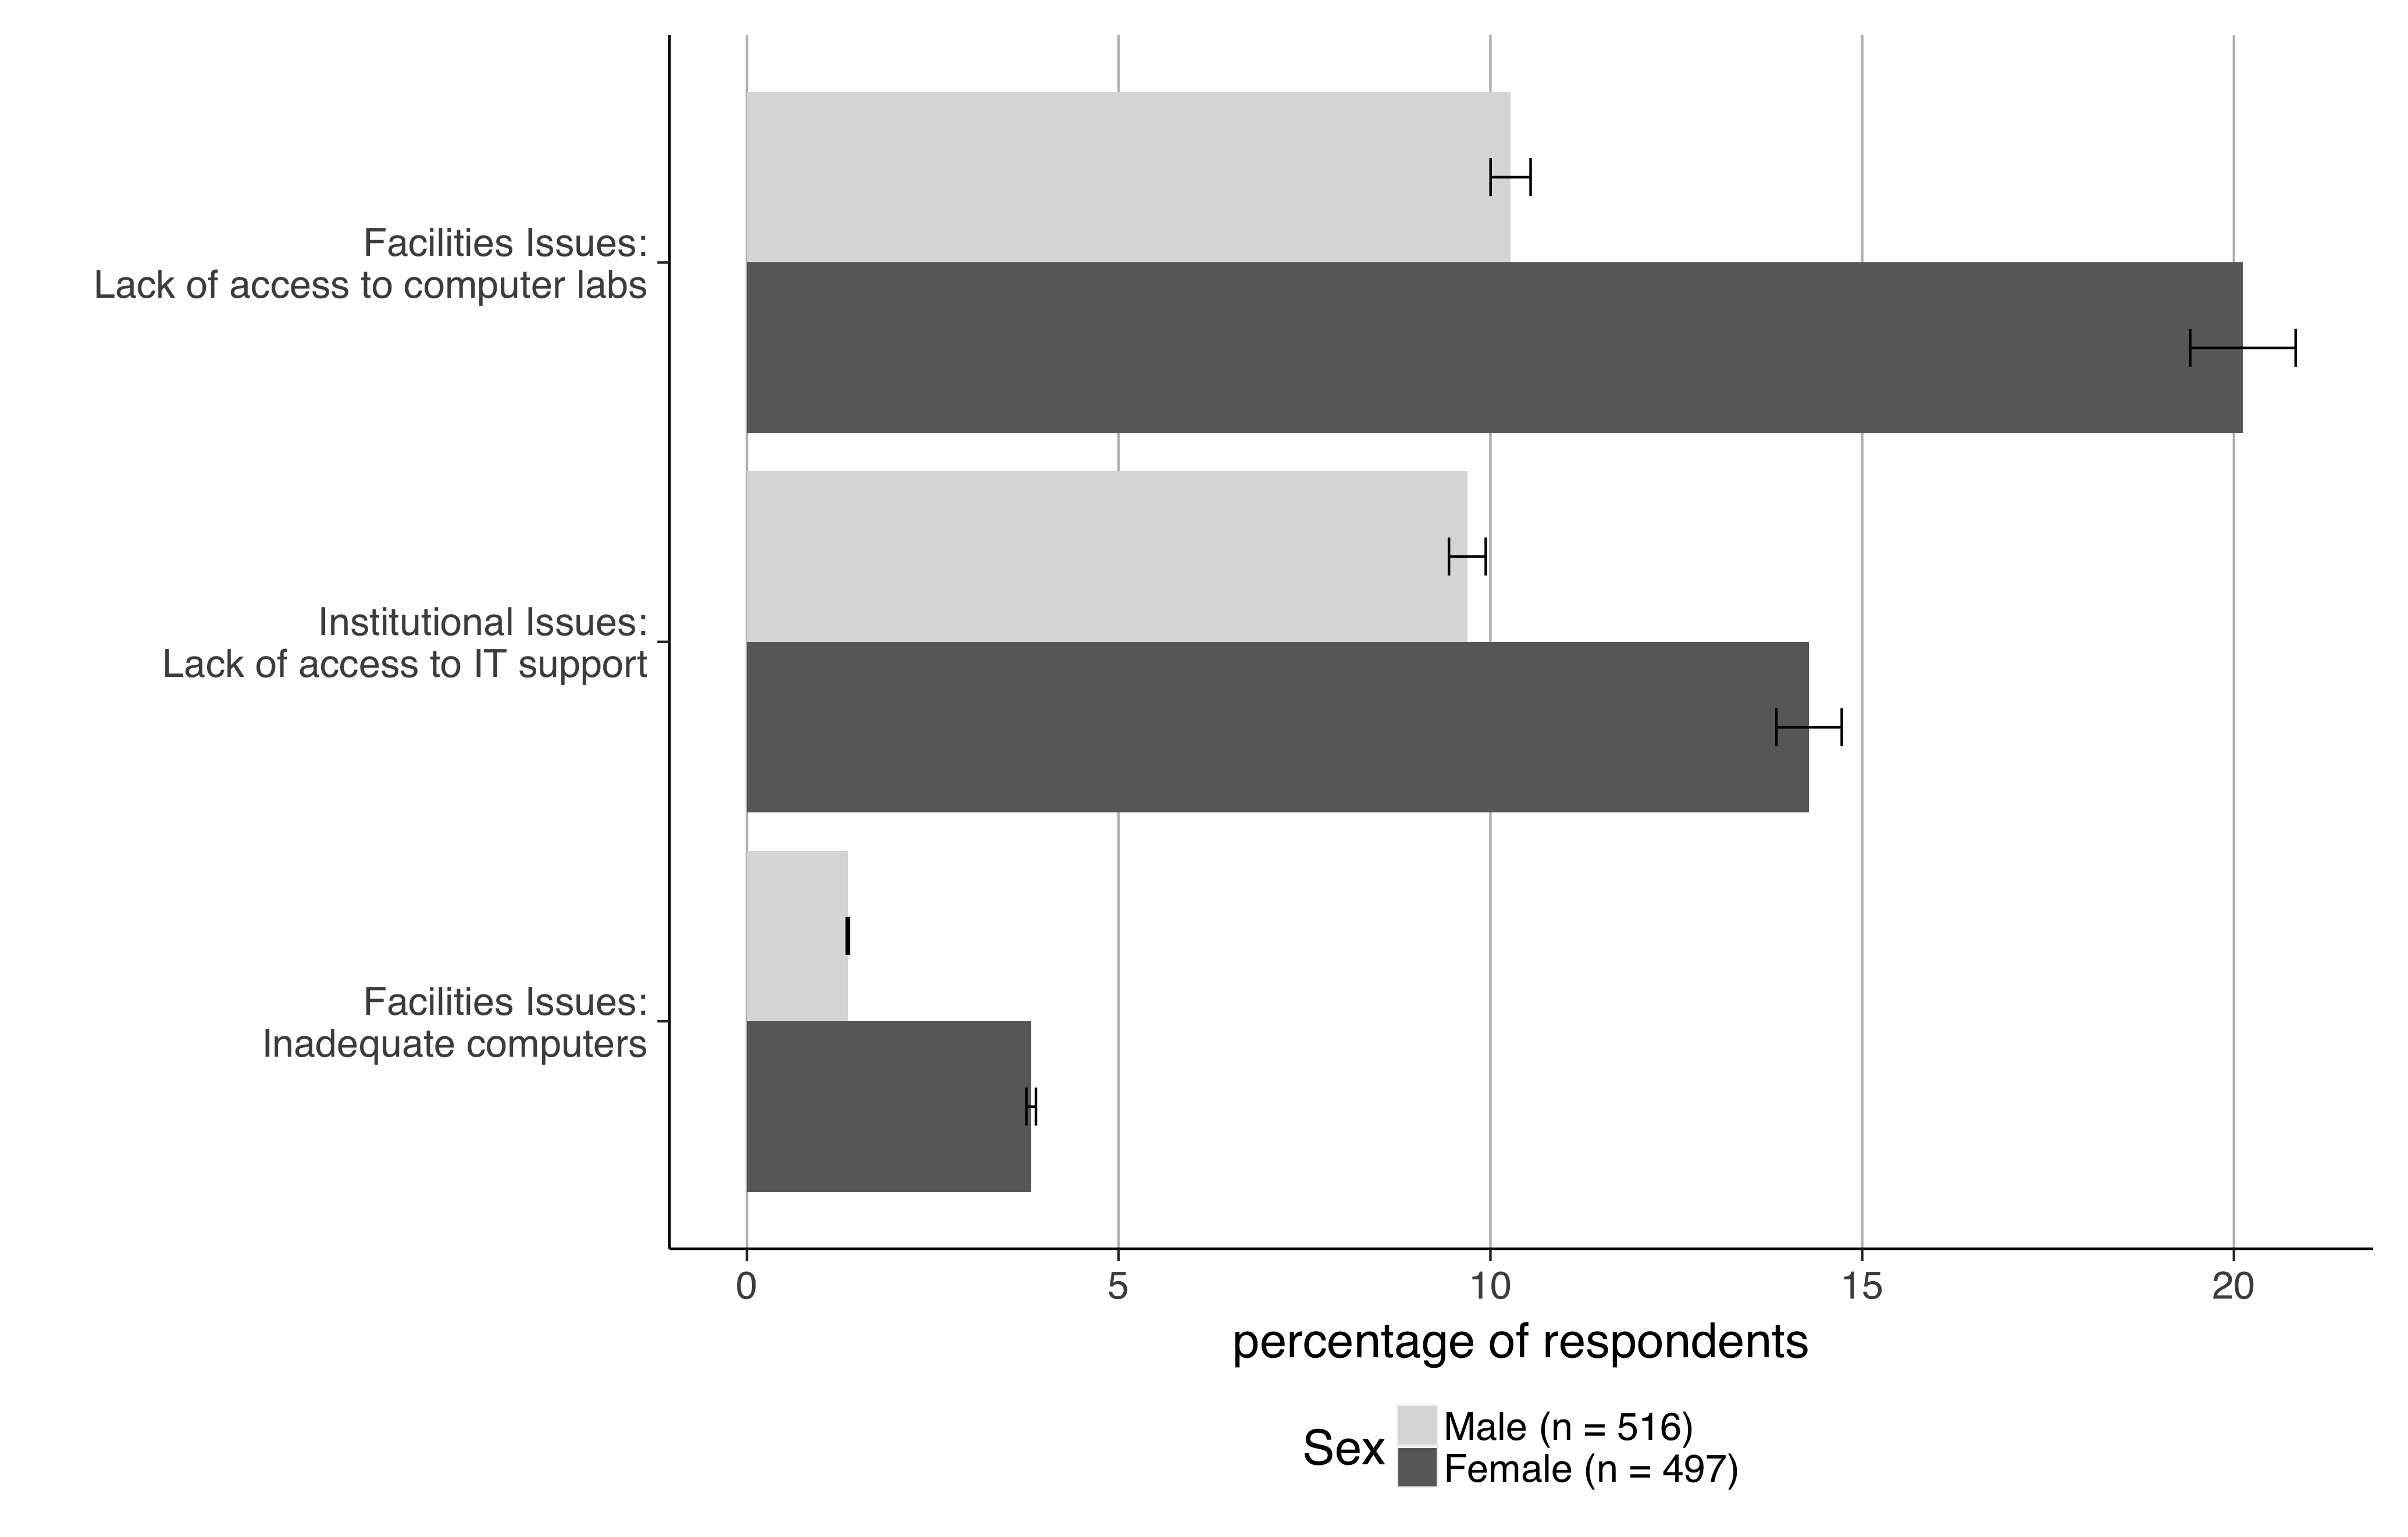 Facilities Issues:
Lack of access to computer labs
Institutional Issues:
Lack of access to IT support
Facilities Issues:
Inadequate computers
0 5 10 15 20
percentage of respondents
Sex
Male (n = 516)
Female (n = 497)